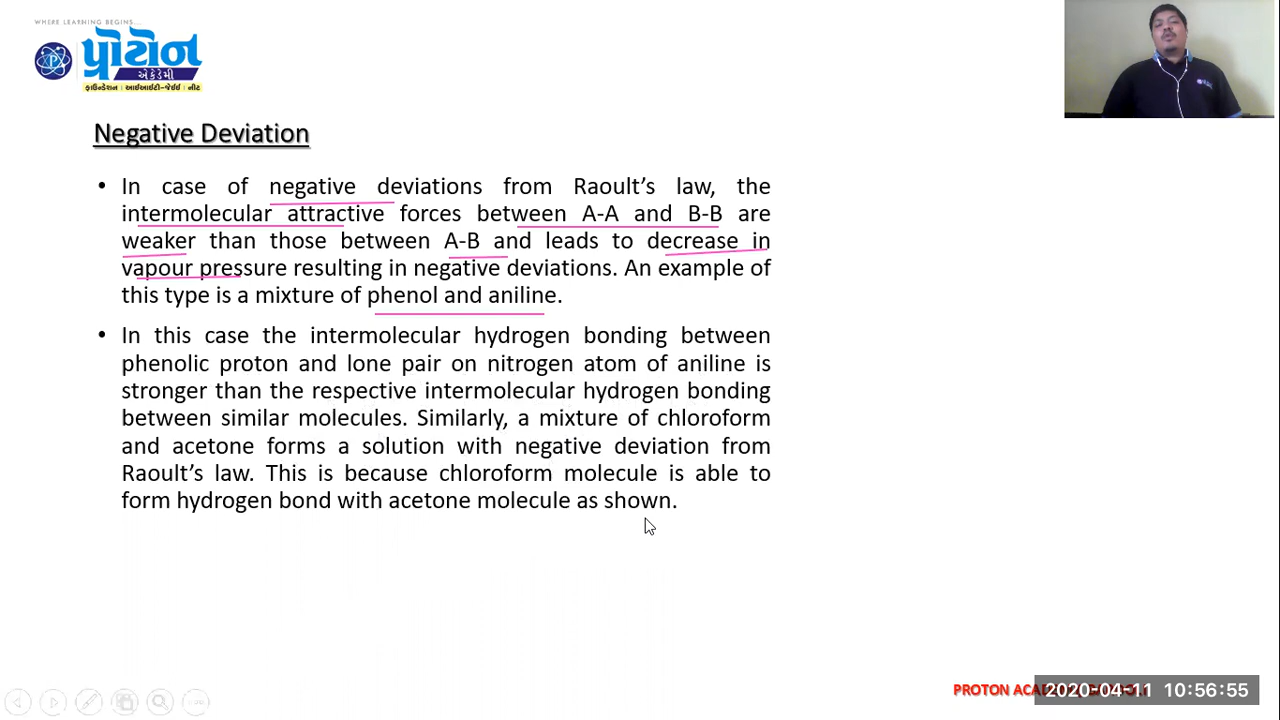 WHERE LEARNING BEGINS...
પ્રોટોન
એકેડેમી
ફાઉન્ડેશન | આઈઆઈટી-જેઈઈ | નીટ
Negative Deviation
• In case of negative deviations from Raoult’s law, the
intermolecular attractive forces between A-A and B-B are
weaker than those between A-B and leads to decrease in
vapour pressure resulting in negative deviations. An example of
this type is a mixture of phenol and aniline.
• In this case the intermolecular hydrogen bonding between
phenolic proton and lone pair on nitrogen atom of aniline is
stronger than the respective intermolecular hydrogen bonding
between similar molecules. Similarly, a mixture of chloroform
and acetone forms a solution with negative deviation from
Raoult’s law. This is because chloroform molecule is able to
form hydrogen bond with acetone molecule as shown.
PROTON
2020-04-11 10:56:55